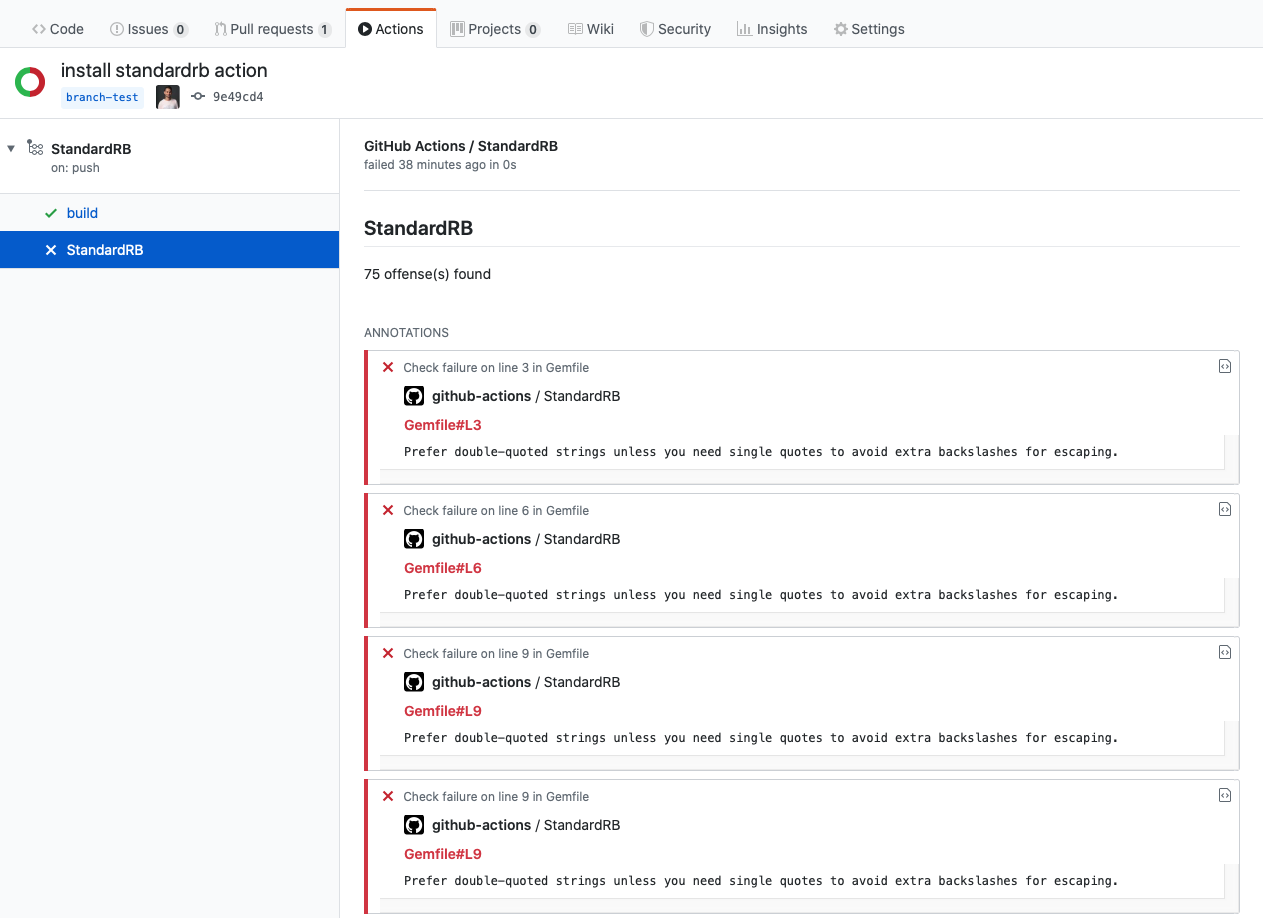 Code Issues 0 Pull requests 1 Actions Projects 0 Wiki Security Insights Settings
install standardrb action
branch-test 9e49cd4
StandardRB
on: push
build
StandardRB
GitHub Actions / StandardRB
failed 38 minutes ago in 0s
StandardRB
75 offense(s) found
ANNOTATIONS
Check failure on line 3 in Gemfile
github-actions / StandardRB
Gemfile#L3
Prefer double-quoted strings unless you need single quotes to avoid extra backslashes for escaping.
Check failure on line 6 in Gemfile
github-actions / StandardRB
Gemfile#L6
Prefer double-quoted strings unless you need single quotes to avoid extra backslashes for escaping.
Check failure on line 9 in Gemfile
github-actions / StandardRB
Gemfile#L9
Prefer double-quoted strings unless you need single quotes to avoid extra backslashes for escaping.
Check failure on line 9 in Gemfile
github-actions / StandardRB
Gemfile#L9
Prefer double-quoted strings unless you need single quotes to avoid extra backslashes for escaping.